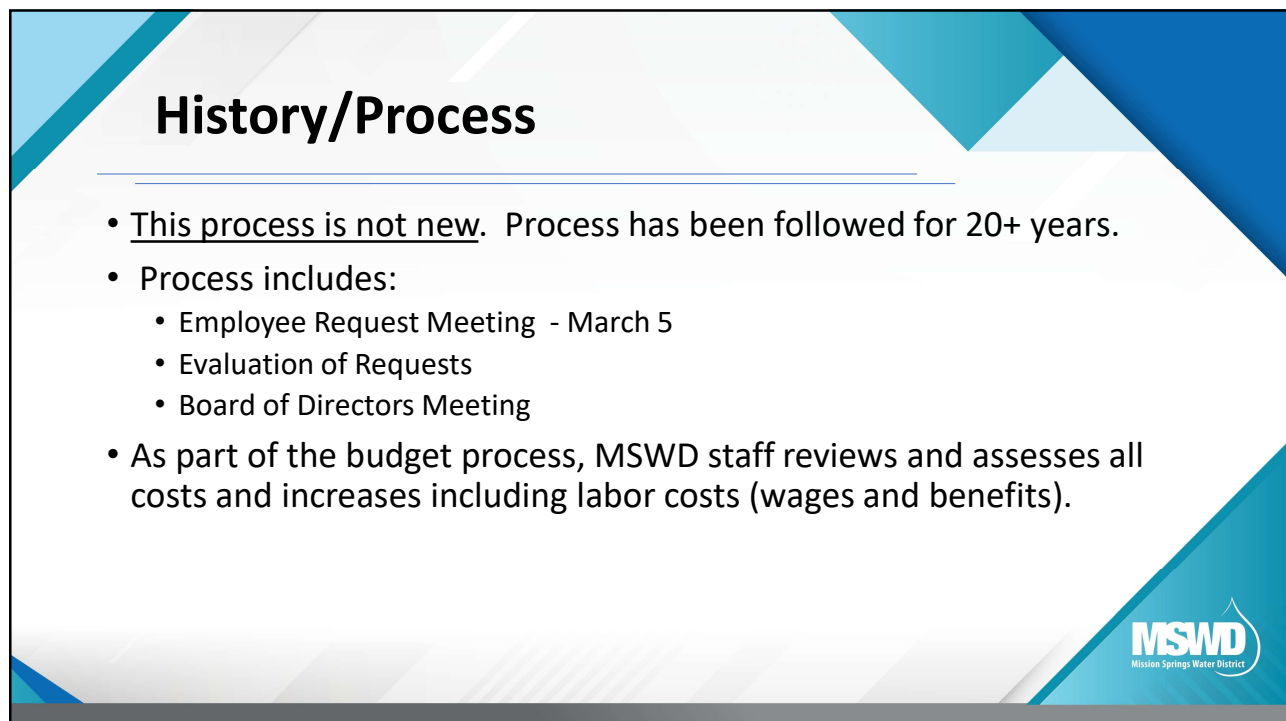 History/Process
• This process is not new.  Process has been followed for 20+ years.
• Process includes:
• Employee Request Meeting  - March 5
• Evaluation of Requests
• Board of Directors Meeting
• As part of the budget process, MSWD staff reviews and assesses all
costs and increases including labor costs (wages and benefits).
MSWD
Mission Springs Water District